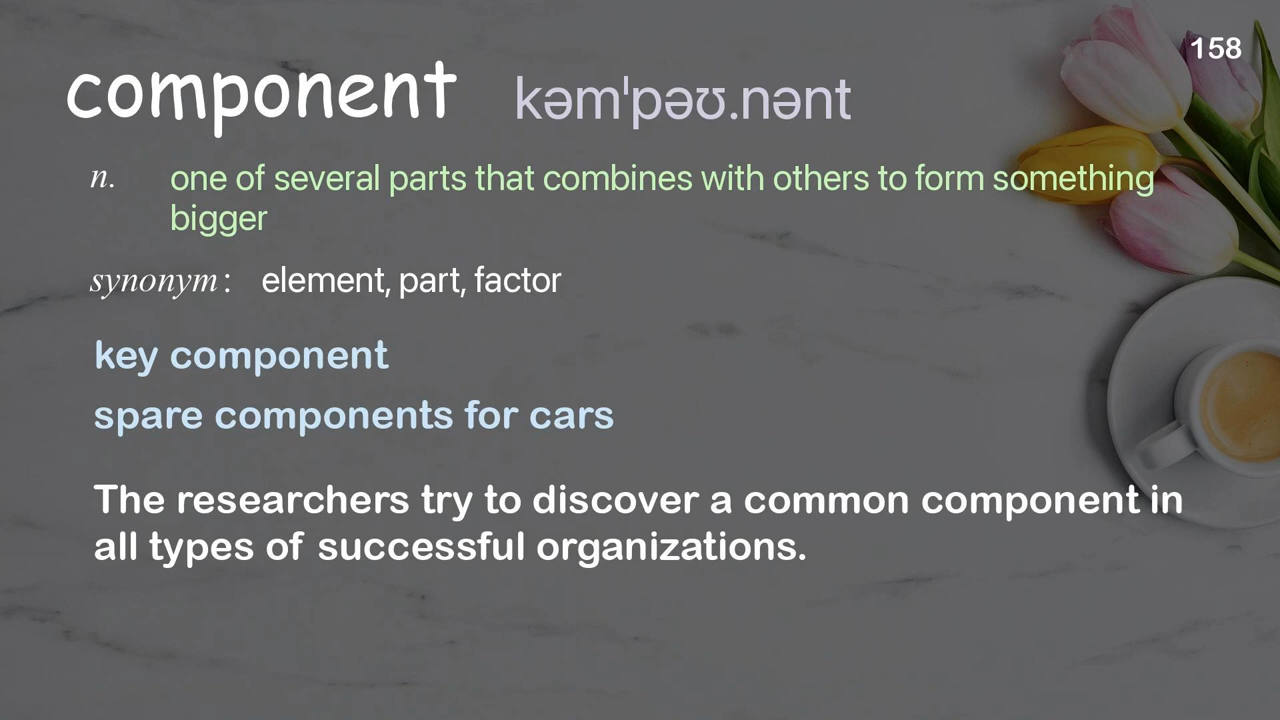 158
component kəmˈpəʊ.nənt
n. one of several parts that combines with others to form something
bigger
synonym: element, part, factor
key component
spare components for cars
The researchers try to discover a common component in
all types of successful organizations.